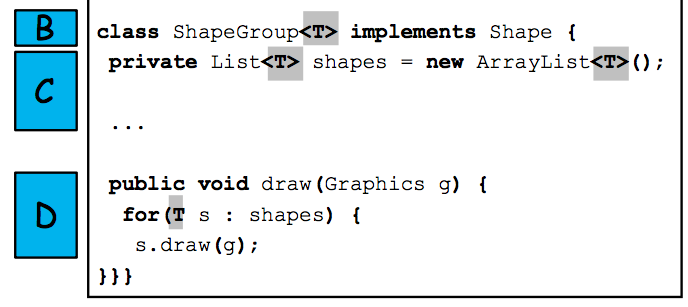 B
class ShapeGroup<T> implements Shape {
C
private List<T> shapes = new ArrayList<T>();
...
D
public void draw(Graphics g) {
for(T s : shapes) {
s.draw(g);
}}}